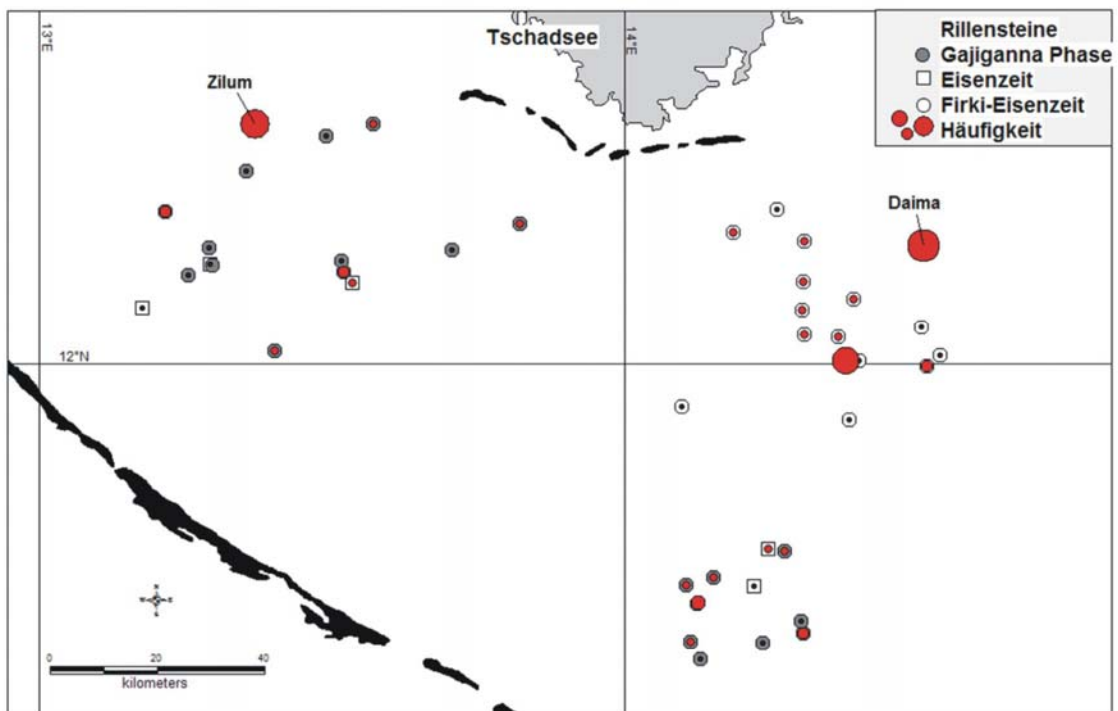 13°E
Tschadsee
14°E
Rillensteine
Gajiganna Phase
Eisenzeit
Firki-Eisenzeit
Häufigkeit
Zilum
Daima
12°N
N
W
E
S
0 20 40
kilometers